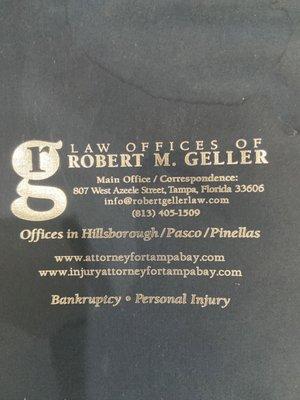 rg
LAW OFFICES OF
ROBERT M. GELLER
Main Office / Correspondence:
807 West Azeele Street, Tampa, Florida 33606
info@robertgellerlaw.com
(813) 405-1509
Offices in Hillsborough/Pasco/Pinellas
www.attorneyfortampabay.com
www.injuryattorneyfortampabay.com
Bankruptcy • Personal Injury